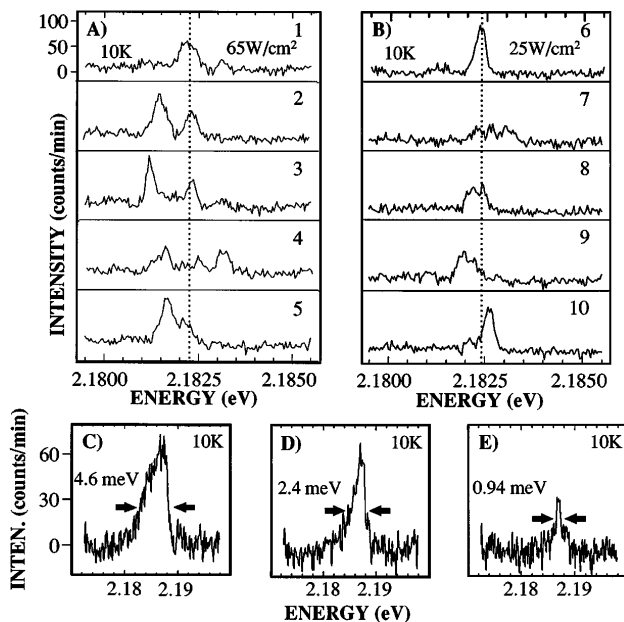 A) 1
10K 65W/cm²
2
3
4
5
100
50
0
INTENSITY (counts/min)
2.1800 2.1825 2.1850
ENERGY (eV)
B) 6
10K 25W/cm²
7
8
9
10
2.1800 2.1825 2.1850
ENERGY (eV)
C) 10K
4.6 meV
60
30
0
INTEN. (counts/min)
2.18 2.19
D) 10K
2.4 meV
2.18 2.19
E) 10K
0.94 meV
2.18 2.19
ENERGY (eV)